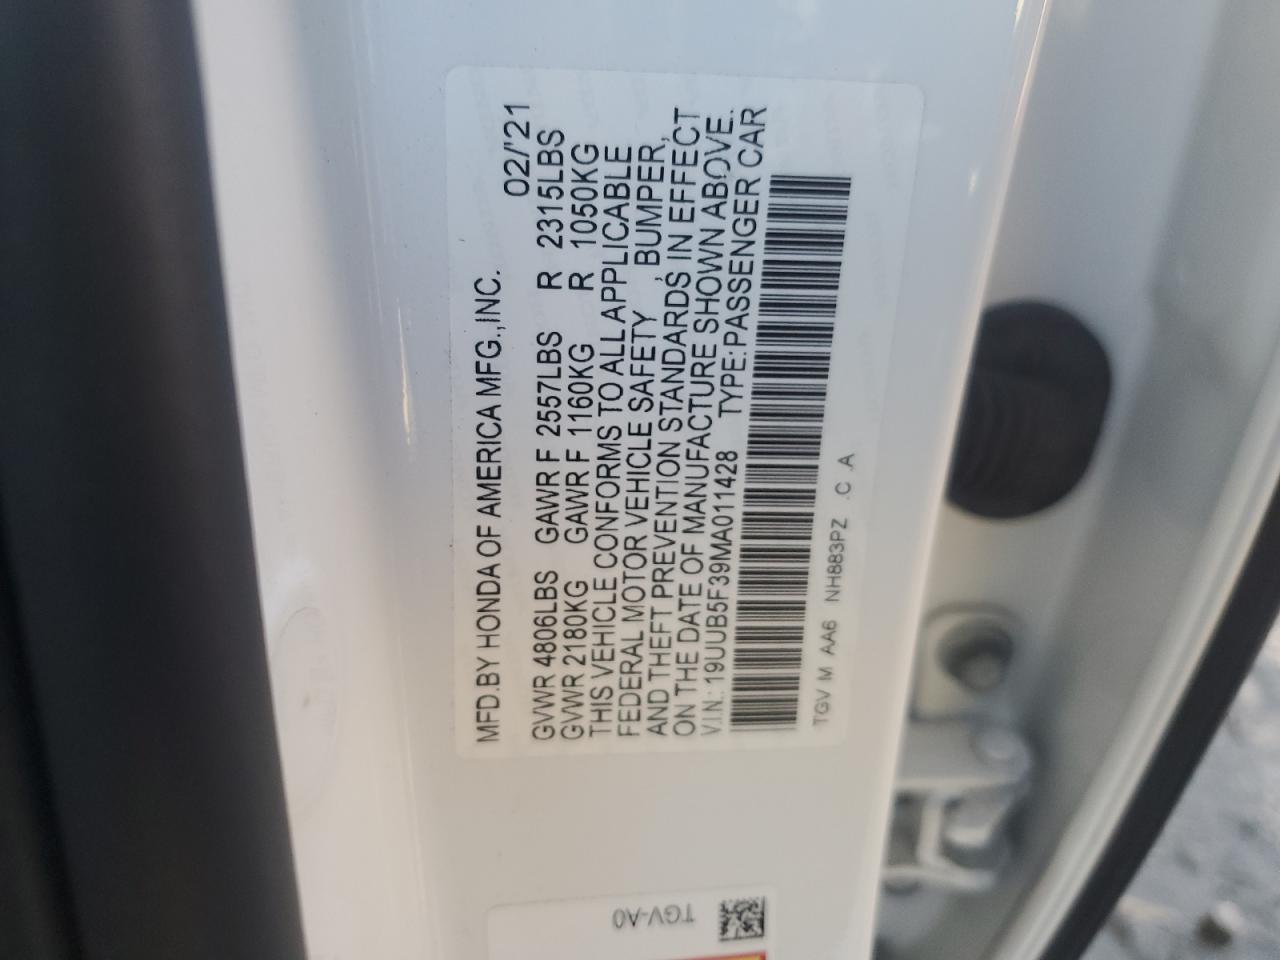 MFD.BY HONDA OF AMERICA MFG.,INC.
02/'21
GVWR 4806LBS GAWR F 2557LBS R 2315LBS
GVWR 2180KG GAWR F 1160KG R 1050KG
THIS VEHICLE CONFORMS TO ALL APPLICABLE
FEDERAL MOTOR VEHICLE SAFETY , BUMPER,
AND THEFT PREVENTION STANDARDS IN EFFECT
ON THE DATE OF MANUFACTURE SHOWN ABOVE.
V.I.N.: 19UUB5F39MA011428 TYPE:PASSENGER CAR
TGV M AA6 NH883PZ .C .A
TGV-A0